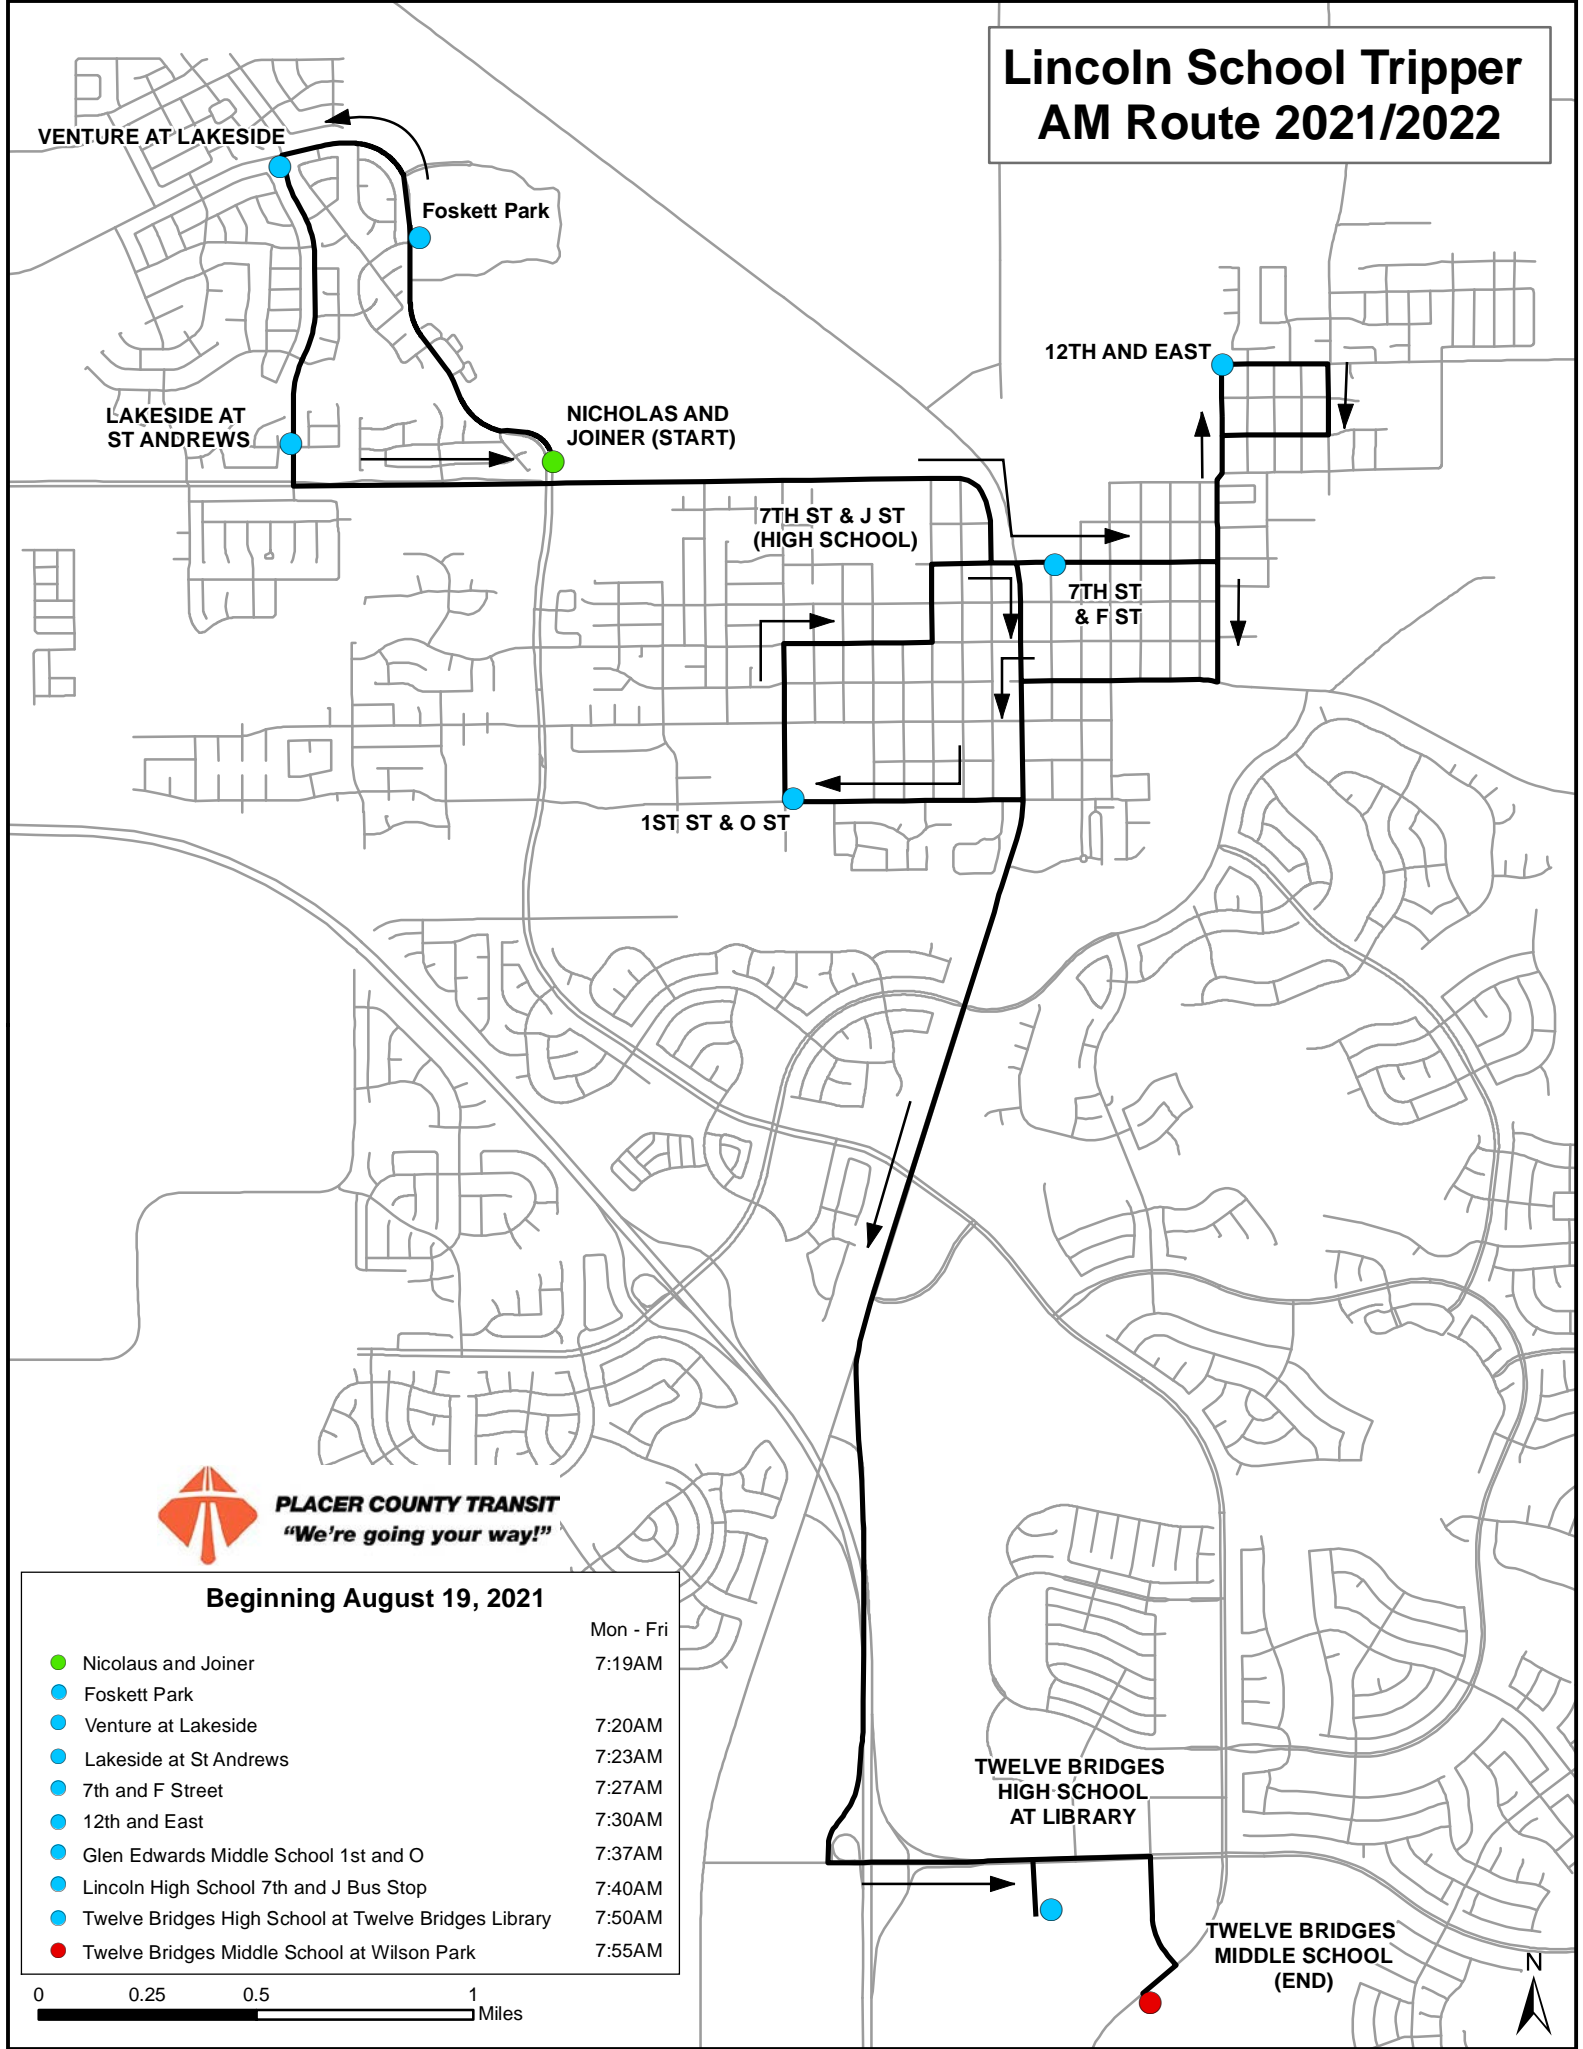 Lincoln School Tripper
AM Route 2021/2022
VENTURE AT LAKESIDE
Foskett Park
12TH AND EAST
LAKESIDE AT
ST ANDREWS
NICHOLAS AND
JOINER (START)
7TH ST & J ST
(HIGH SCHOOL)
7TH ST
& F ST
1ST ST & O ST
PLACER COUNTY TRANSIT
“We’re going your way!”
Beginning August 19, 2021
Mon - Fri
Nicolaus and Joiner 7:19AM
Foskett Park
Venture at Lakeside 7:20AM
Lakeside at St Andrews 7:23AM
7th and F Street 7:27AM
12th and East 7:30AM
Glen Edwards Middle School 1st and O 7:37AM
Lincoln High School 7th and J Bus Stop 7:40AM
Twelve Bridges High School at Twelve Bridges Library 7:50AM
Twelve Bridges Middle School at Wilson Park 7:55AM
TWELVE BRIDGES
HIGH SCHOOL
AT LIBRARY
TWELVE BRIDGES
MIDDLE SCHOOL
(END)
N
0 0.25 0.5 1
Miles